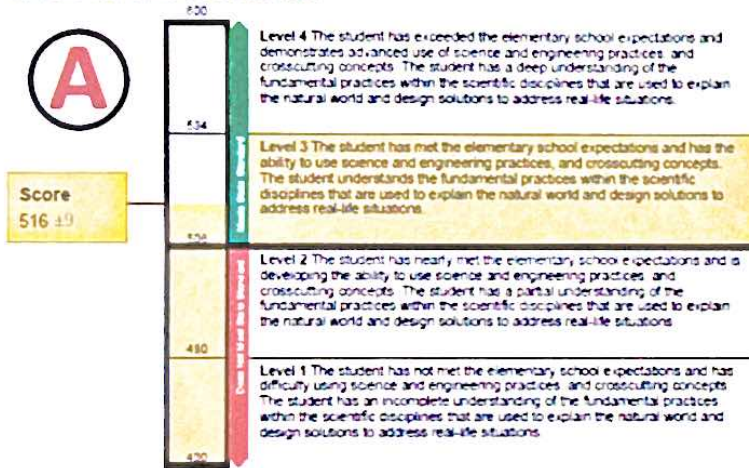 600
A
Level 4 The student has exceeded the elementary school expectations and
demonstrates advanced use of science and engineering practices, and
crosscutting concepts. The student has a deep understanding of the
fundamental practices within the scientific disciplines that are used to explain
the natural world and design solutions to address real-life situations.
534
Level 3 The student has met the elementary school expectations and has the
ability to use science and engineering practices, and crosscutting concepts.
The student understands the fundamental practices within the scientific
disciplines that are used to explain the natural world and design solutions to
address real-life situations.
Score
516 ±9
Level 2 The student has nearly met the elementary school expectations and is
developing the ability to use science and engineering practices, and
crosscutting concepts. The student has a partial understanding of the
fundamental practices within the scientific disciplines that are used to explain
the natural world and design solutions to address real-life situations.
Level 1 The student has not met the elementary school expectations and has
difficulty using science and engineering practices, and crosscutting concepts.
The student has an incomplete understanding of the fundamental practices
within the scientific disciplines that are used to explain the natural world and
design solutions to address real-life situations.